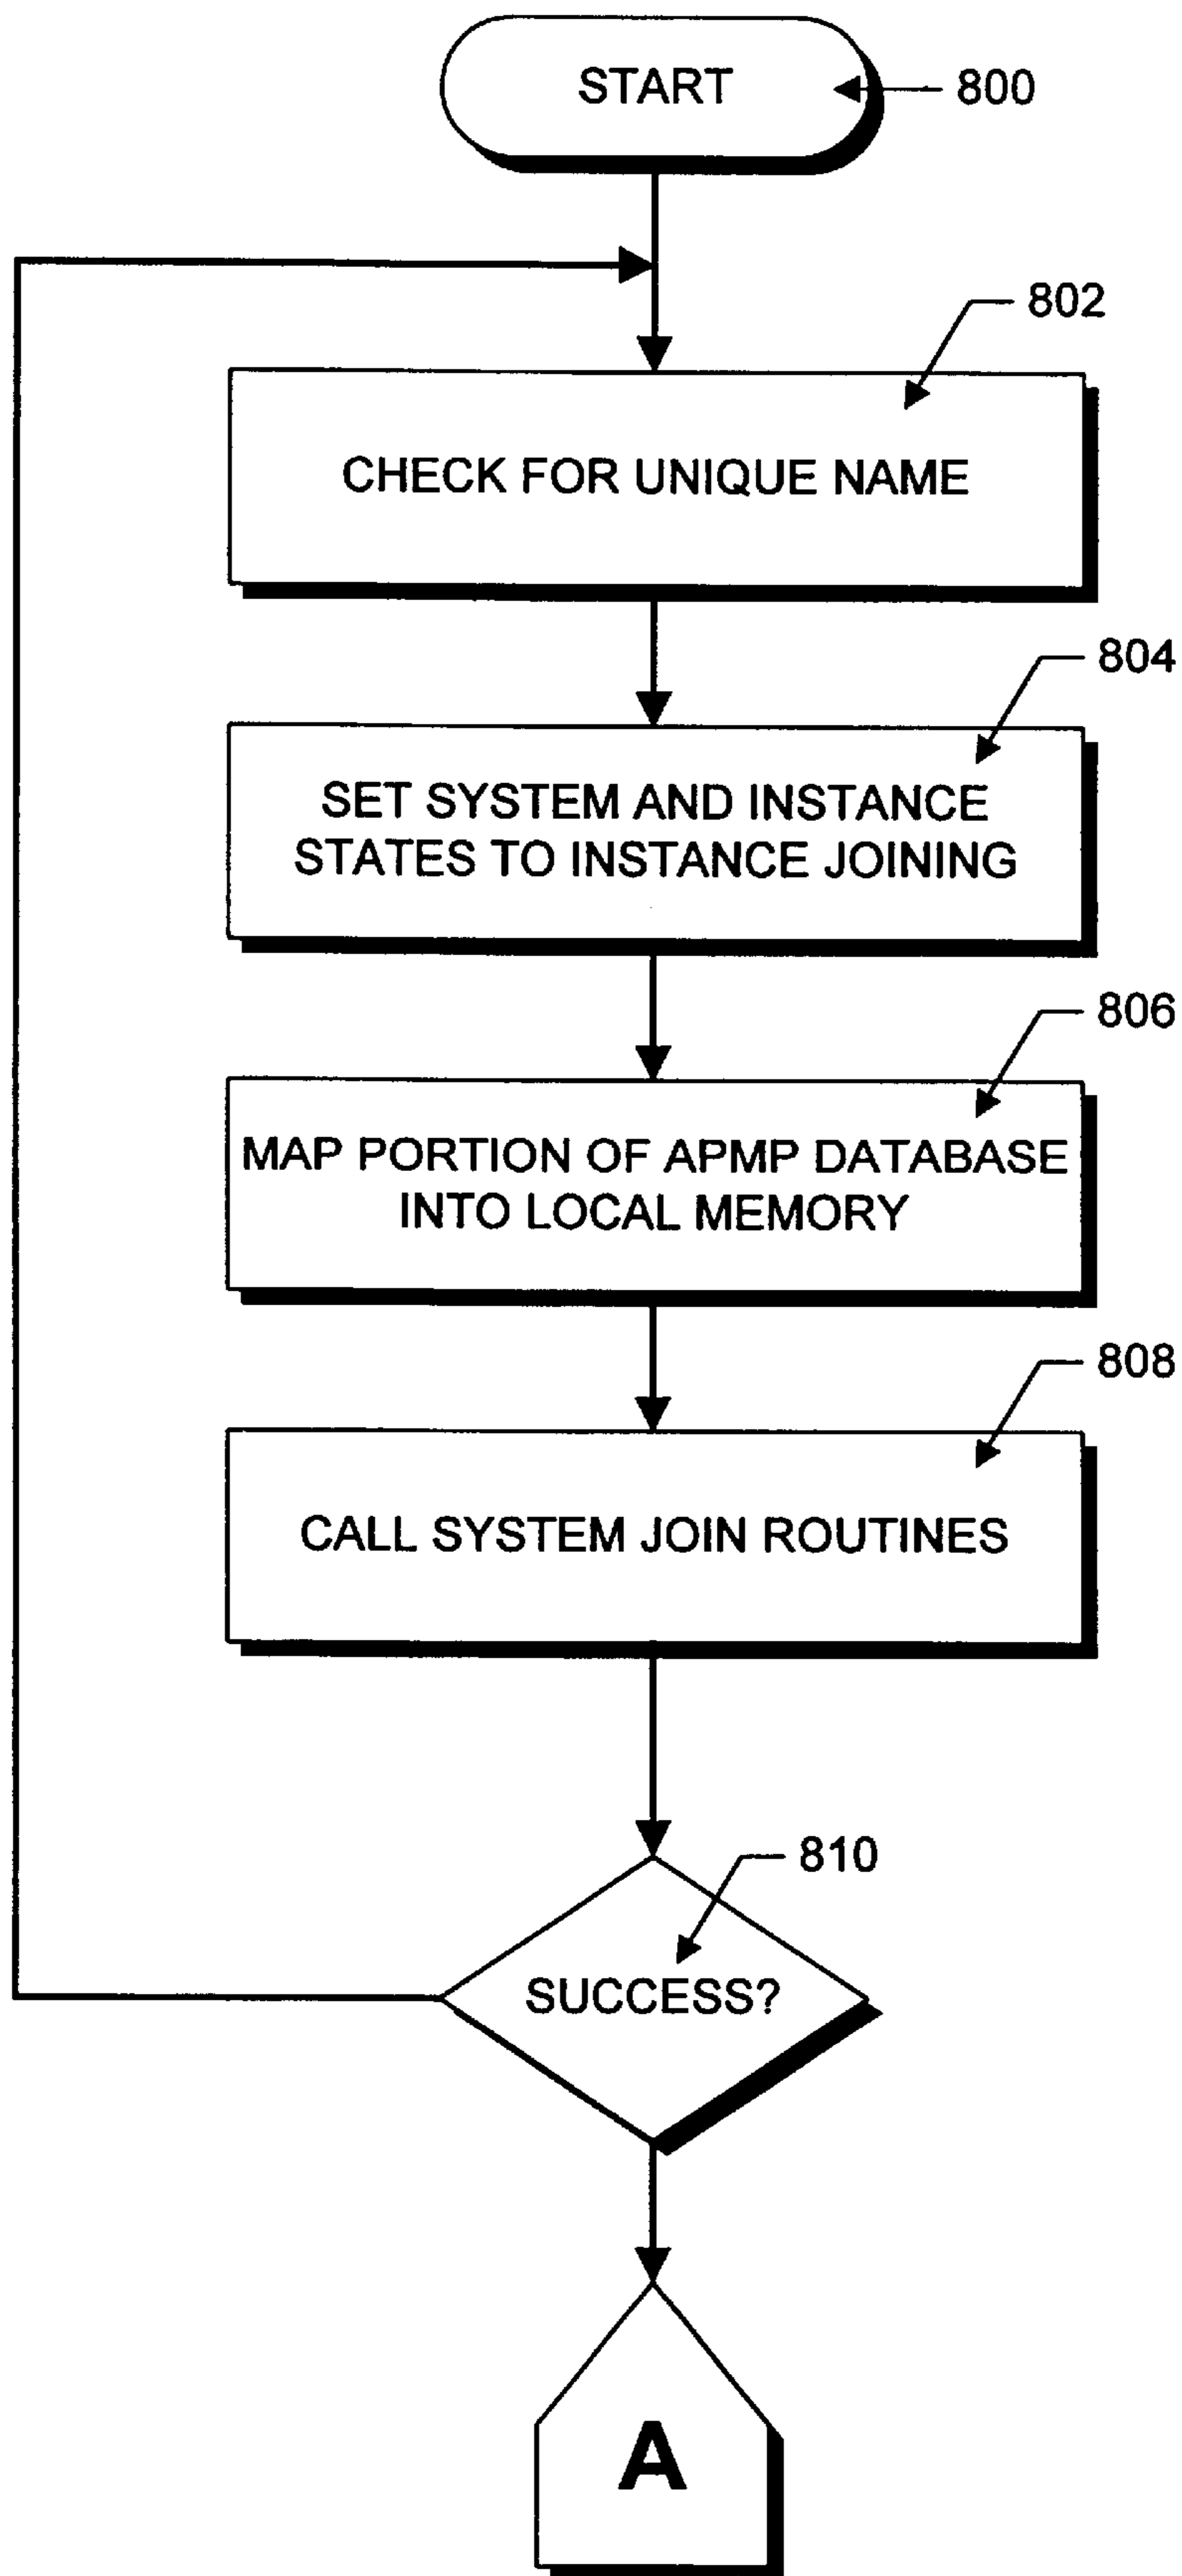 START
800
802
CHECK FOR UNIQUE NAME
804
SET SYSTEM AND INSTANCE
STATES TO INSTANCE JOINING
806
MAP PORTION OF APMP DATABASE
INTO LOCAL MEMORY
808
CALL SYSTEM JOIN ROUTINES
810
SUCCESS?
A